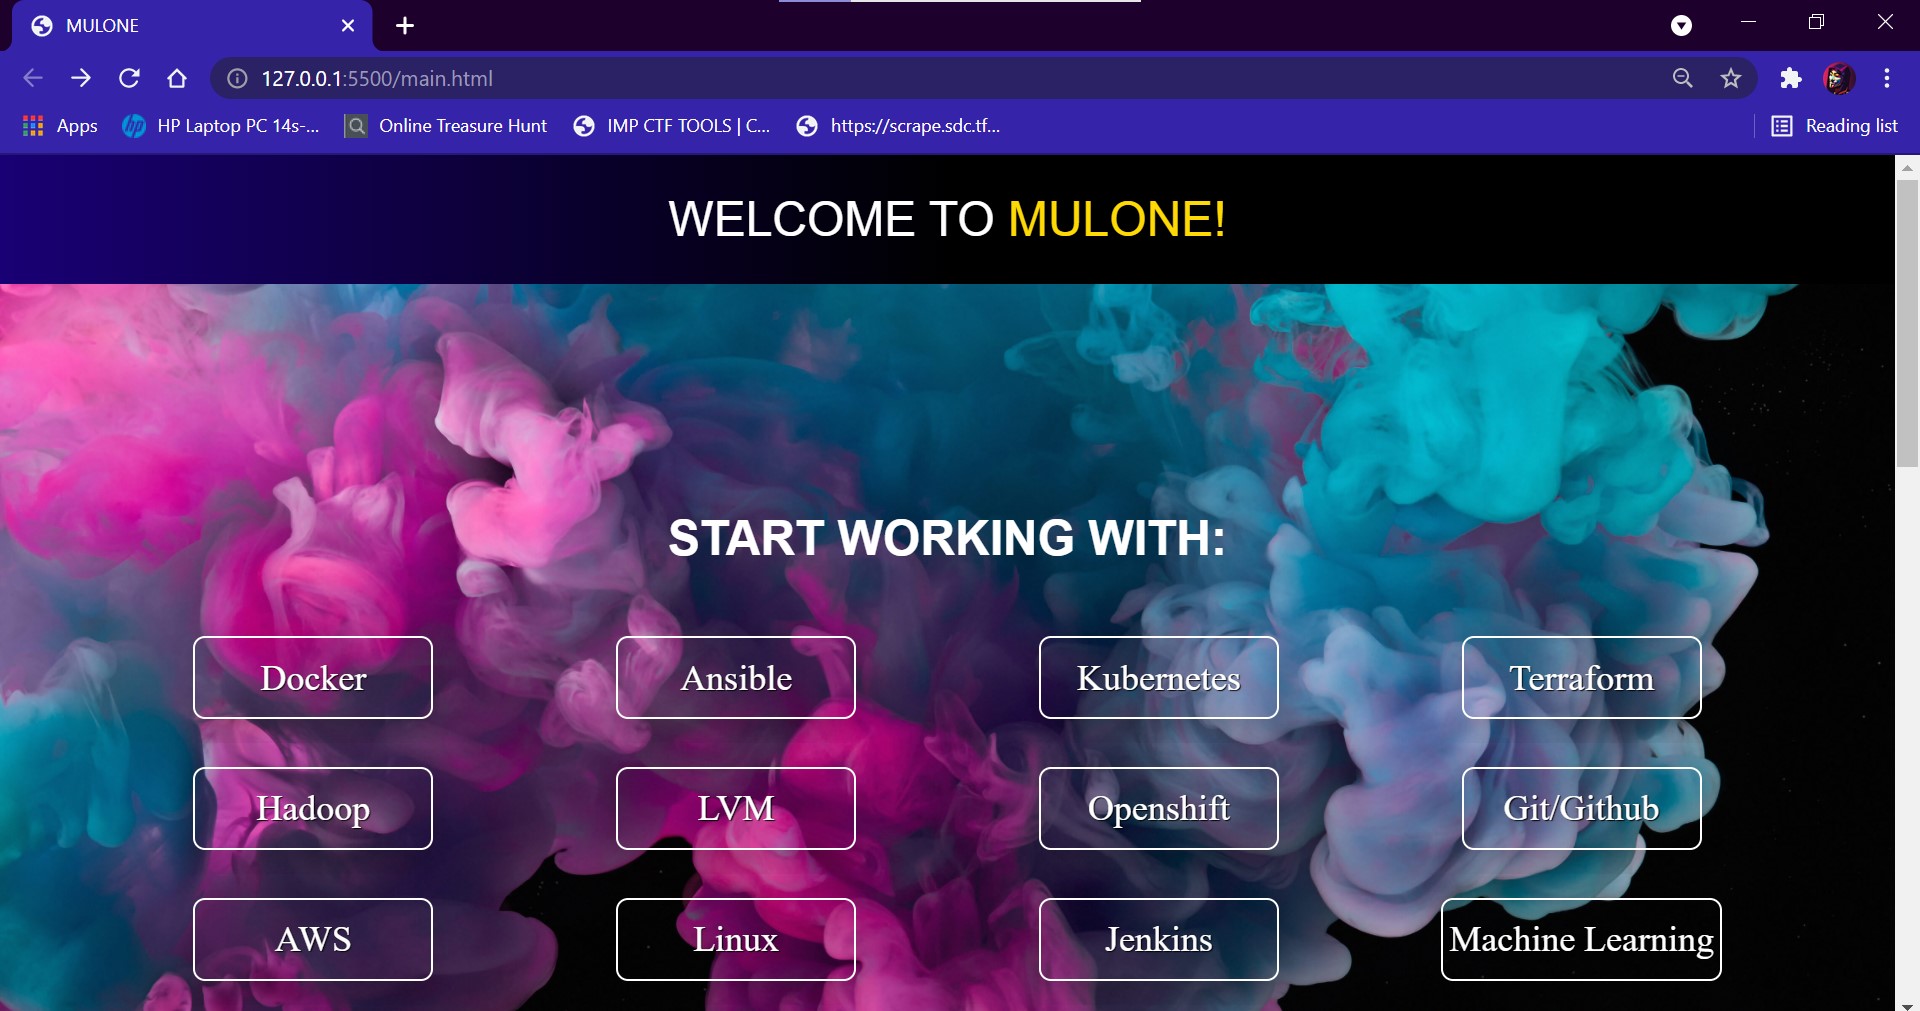 MULONE
127.0.0.1:5500/main.html
Apps HP Laptop PC 14s-... Online Treasure Hunt IMP CTF TOOLS | C... https://scrape.sdc.tf... Reading list
WELCOME TO MULONE!
START WORKING WITH:
Docker Ansible Kubernetes Terraform
Hadoop LVM Openshift Git/Github
AWS Linux Jenkins Machine Learning